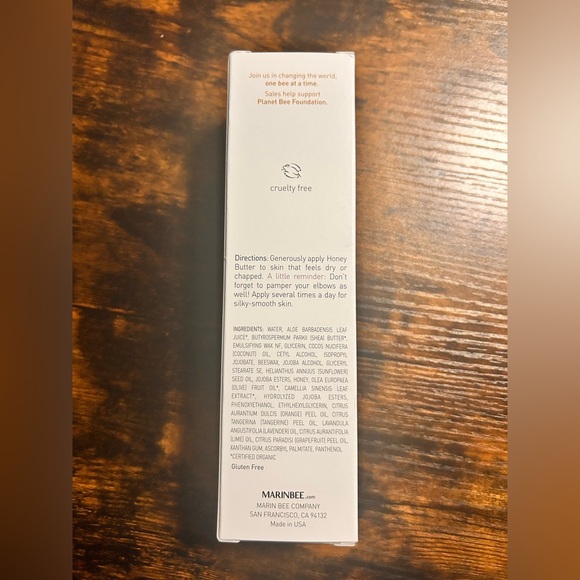 Join us in changing the world,
one bee at a time.
Sales help support
Planet Bee Foundation.
cruelty free
Directions: Generously apply Honey
Butter to skin that feels dry or
chapped. A little reminder: Don't
forget to pamper your elbows as
well! Apply several times a day for
silky-smooth skin.
INGREDIENTS: WATER, ALOE BARBADENSIS LEAF
JUICE*, BUTYROSPERMUM PARKII (SHEA) BUTTER*,
EMULSIFYING WAX NF, GLYCERIN, COCOS NUCIFERA
(COCONUT) OIL, CETYL ALCOHOL, ISOPROPYL
JOJOBATE, BEESWAX, JOJOBA ALCOHOL, GLYCERYL
STEARATE SE, HELIANTHUS ANNUUS (SUNFLOWER)
SEED OIL, JOJOBA ESTERS, HONEY, OLEA EUROPAEA
(OLIVE) FRUIT OIL*, CAMELLIA SINENSIS LEAF
EXTRACT*, HYDROLYZED JOJOBA ESTERS,
PHENOXYETHANOL, ETHYLHEXYLGLYCERIN, CITRUS
AURANTIUM DULCIS (ORANGE) PEEL OIL, CITRUS
TANGERINA (TANGERINE) PEEL OIL, LAVANDULA
ANGUSTIFOLIA (LAVENDER) OIL, CITRUS AURANTIFOLIA
(LIME) OIL, CITRUS PARADISI (GRAPEFRUIT) PEEL OIL,
XANTHAN GUM, ASCORBYL PALMITATE, PANTHENOL.
*CERTIFIED ORGANIC
Gluten Free
MARINBEE.com
MARIN BEE COMPANY
SAN FRANCISCO, CA 94132
Made in USA